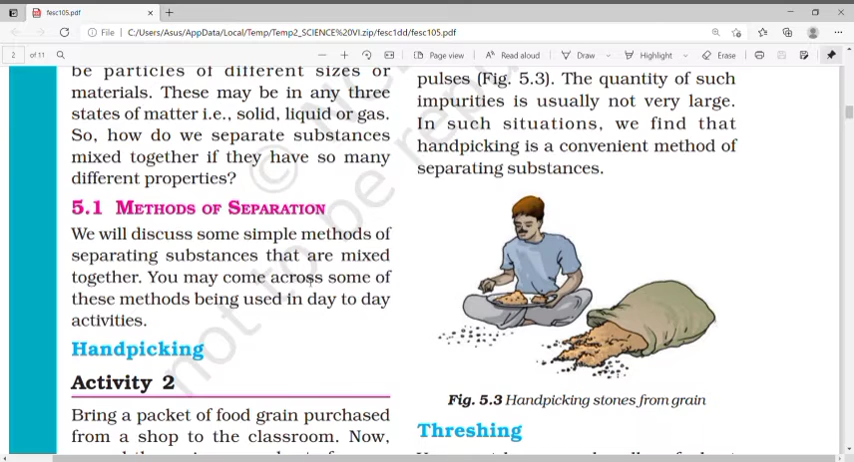 fesc105.pdf
File | C:/Users/Asus/AppData/Local/Temp/Temp2_SCIENCE%20VI.zip/fesc1dd/fesc105.pdf
2 of 11 Page view Read aloud Draw Highlight Erase
be particles of different sizes or
materials. These may be in any three
states of matter i.e., solid, liquid or gas.
So, how do we separate substances
mixed together if they have so many
different properties?
5.1 METHODS OF SEPARATION
We will discuss some simple methods of
separating substances that are mixed
together. You may come across some of
these methods being used in day to day
activities.
Handpicking
Activity 2
Bring a packet of food grain purchased
from a shop to the classroom. Now,
pulses (Fig. 5.3). The quantity of such
impurities is usually not very large.
In such situations, we find that
handpicking is a convenient method of
separating substances.
Fig. 5.3 Handpicking stones from grain
Threshing
not to be rep